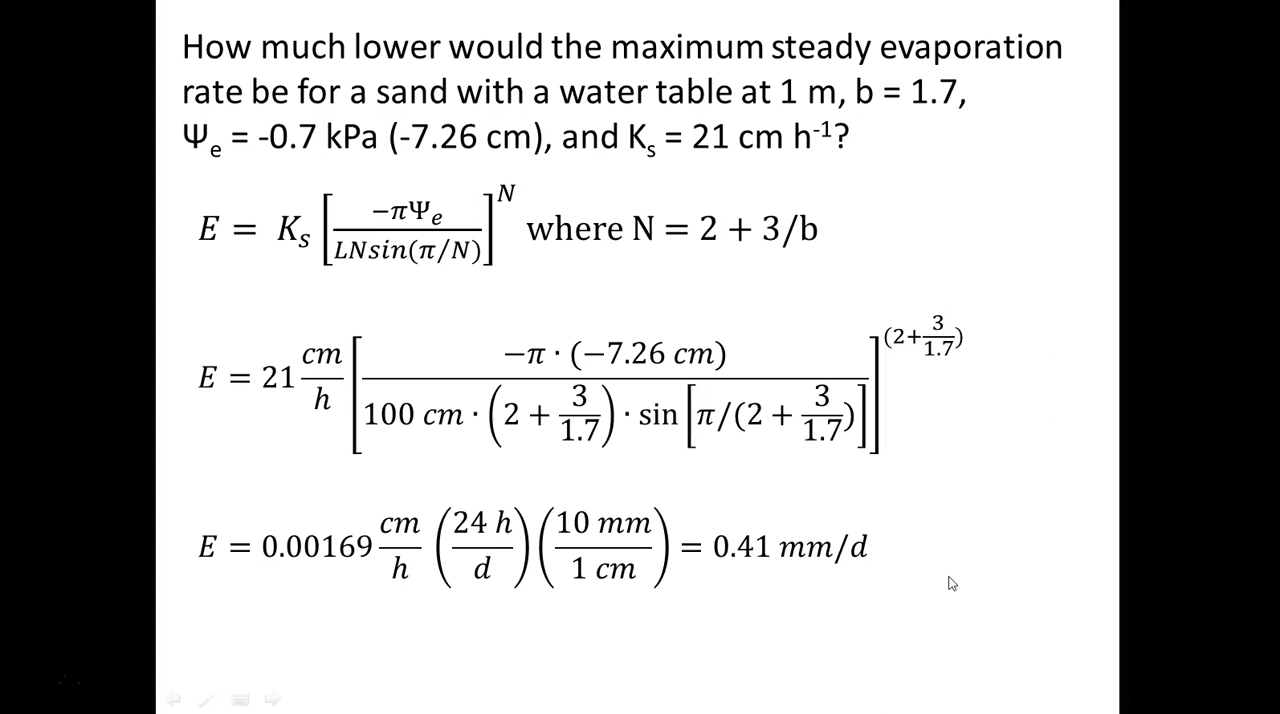 How much lower would the maximum steady evaporation
rate be for a sand with a water table at 1 m, b = 1.7,
Ψₑ = -0.7 kPa (-7.26 cm), and Kₛ = 21 cm h⁻¹?
E = Kₛ [−πΨₑ / LNsin(π/N)]ᴺ where N = 2 + 3/b
E = 21 cm/h [−π · (−7.26 cm) / 100 cm · (2 + 3/1.7) · sin[π/(2 + 3/1.7)]]^(2+3/1.7)
E = 0.00169 cm/h (24 h/d) (10 mm/1 cm) = 0.41 mm/d